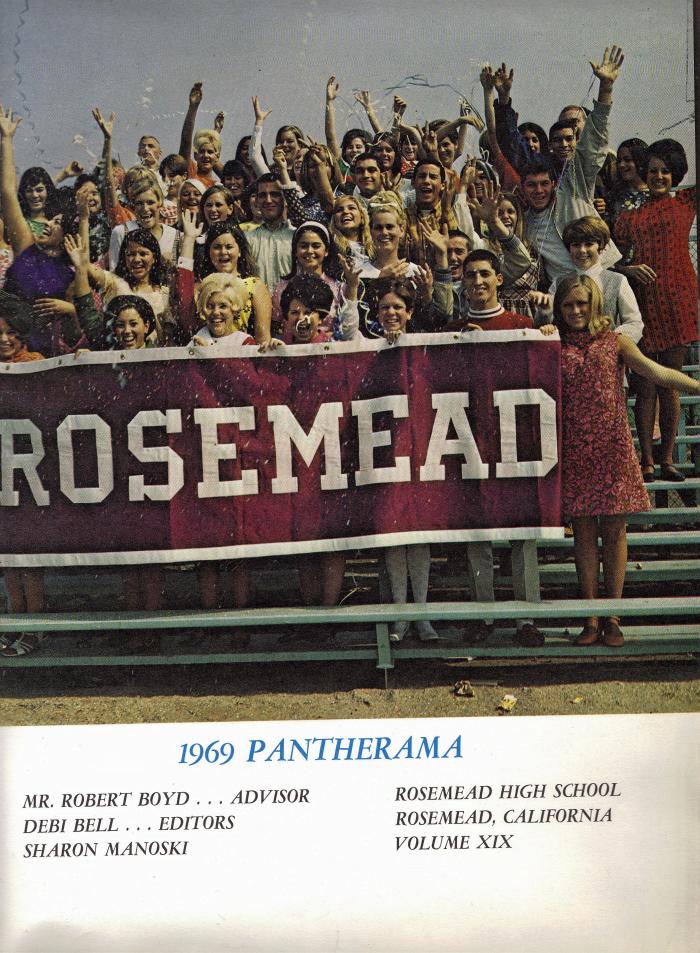 ROSEMEAD
1969 PANTHERAMA
MR. ROBERT BOYD . . . ADVISOR
DEBI BELL . . . EDITORS
SHARON MANOSKI
ROSEMEAD HIGH SCHOOL
ROSEMEAD, CALIFORNIA
VOLUME XIX